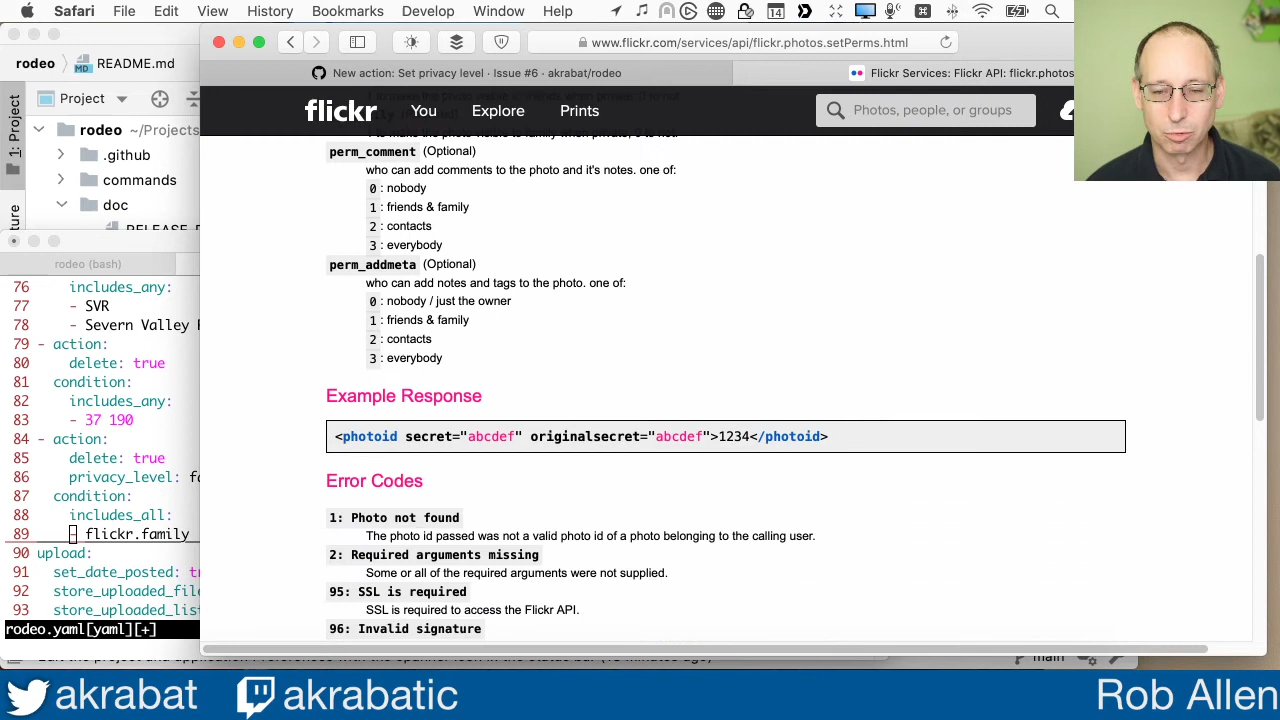 Safari File Edit View History Bookmarks Develop Window Help
14
rodeo README.md
www.flickr.com/services/api/flickr.photos.setPerms.html
New action: Set privacy level · Issue #6 · akrabat/rodeo
Flickr Services: Flickr API: flickr.photos
1: Project
Project
rodeo ~/Projects
.github
commands
doc
flickr
You Explore Prints
Photos, people, or groups
perm_comment (Optional)
who can add comments to the photo and it's notes. one of:
0: nobody
1: friends & family
2: contacts
3: everybody
perm_addmeta (Optional)
who can add notes and tags to the photo. one of:
0: nobody / just the owner
1: friends & family
2: contacts
3: everybody
Example Response
<photoid secret="abcdef" originalsecret="abcdef">1234</photoid>
Error Codes
1: Photo not found
The photo id passed was not a valid photo id of a photo belonging to the calling user.
2: Required arguments missing
Some or all of the required arguments were not supplied.
95: SSL is required
SSL is required to access the Flickr API.
96: Invalid signature
rodeo (bash)
76 includes_any:
77 - SVR
78 - Severn Valley
79 - action:
80 delete: true
81 condition:
82 includes_any:
83 - 37 190
84 - action:
85 delete: true
86 privacy_level:
87 condition:
88 includes_all:
89 - flickr.family
90 upload:
91 set_date_posted:
92 store_uploaded_file
93 store_uploaded_list
rodeo.yaml[yaml][+]
main
akrabat akrabatic Rob Allen